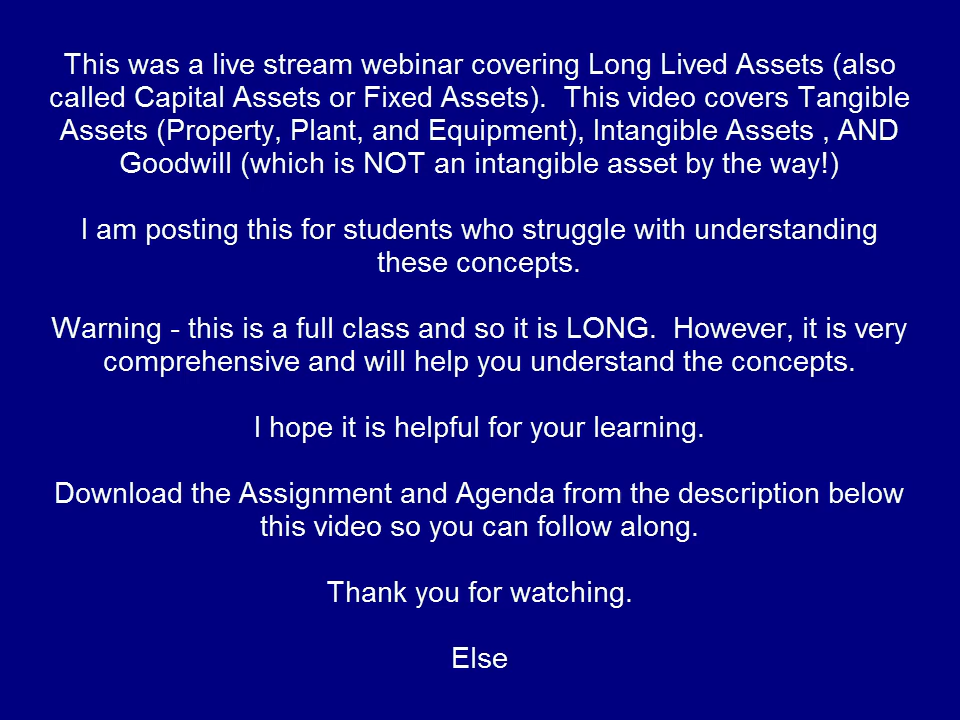 This was a live stream webinar covering Long Lived Assets (also
called Capital Assets or Fixed Assets).  This video covers Tangible
Assets (Property, Plant, and Equipment), Intangible Assets , AND
Goodwill (which is NOT an intangible asset by the way!)
I am posting this for students who struggle with understanding
these concepts.
Warning - this is a full class and so it is LONG.  However, it is very
comprehensive and will help you understand the concepts.
I hope it is helpful for your learning.
Download the Assignment and Agenda from the description below
this video so you can follow along.
Thank you for watching.
Else